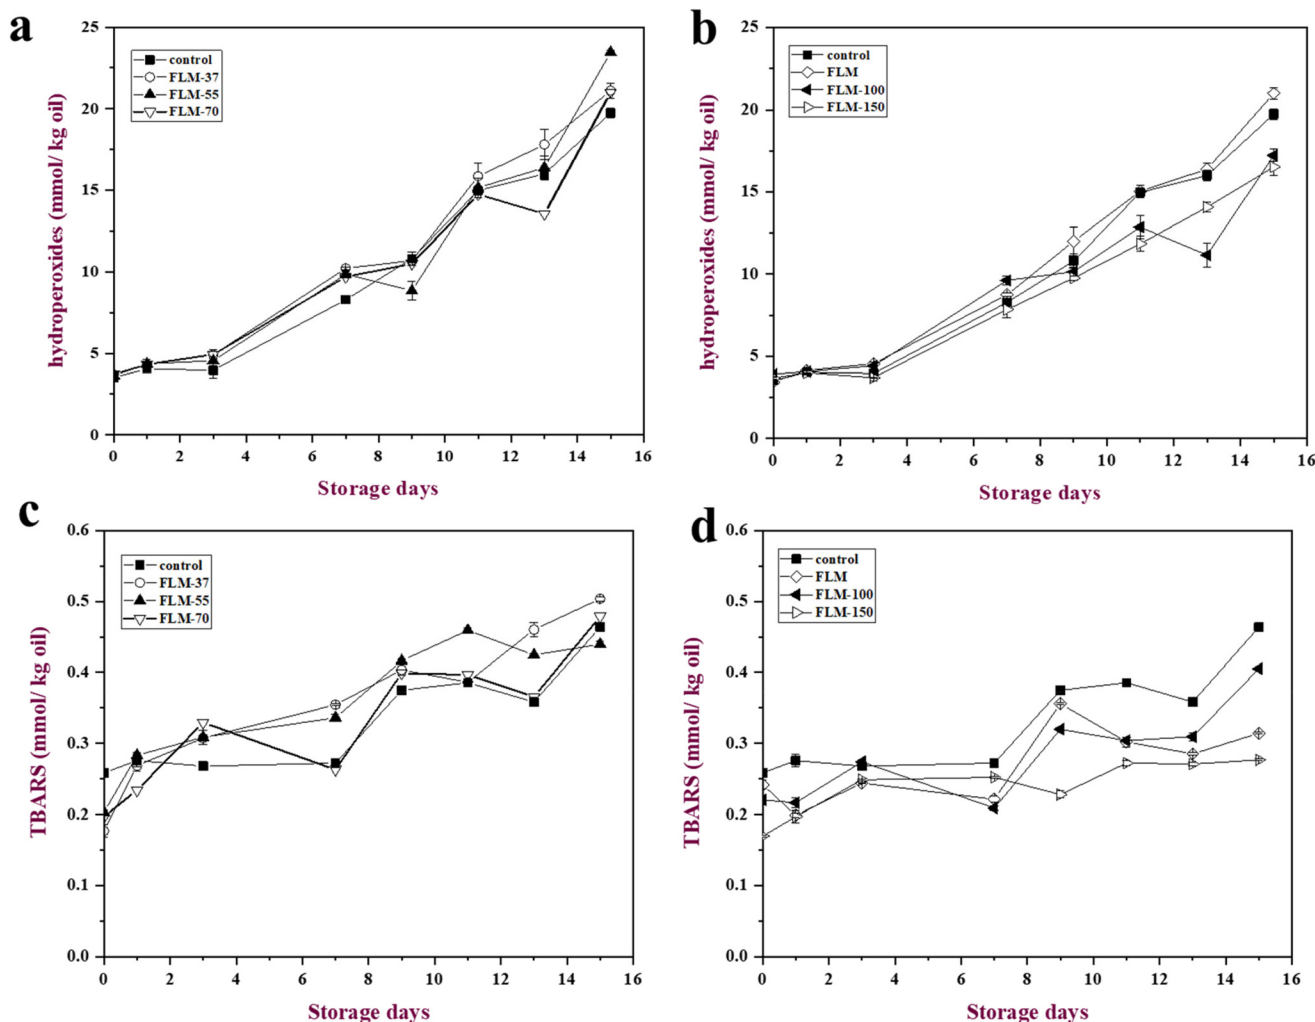 a
hydroperoxides (mmol/ kg oil)
25
20
15
10
5
0
control
FLM-37
FLM-55
FLM-70
0 2 4 6 8 10 12 14 16
Storage days
b
hydroperoxides (mmol/ kg oil)
25
20
15
10
5
0
control
FLM
FLM-100
FLM-150
0 2 4 6 8 10 12 14 16
Storage days
c
TBARS (mmol/ kg oil)
0.6
0.5
0.4
0.3
0.2
0.1
0.0
control
FLM-37
FLM-55
FLM-70
0 2 4 6 8 10 12 14 16
Storage days
d
TBARS (mmol/ kg oil)
0.6
0.5
0.4
0.3
0.2
0.1
0.0
control
FLM
FLM-100
FLM-150
0 2 4 6 8 10 12 14 16
Storage days